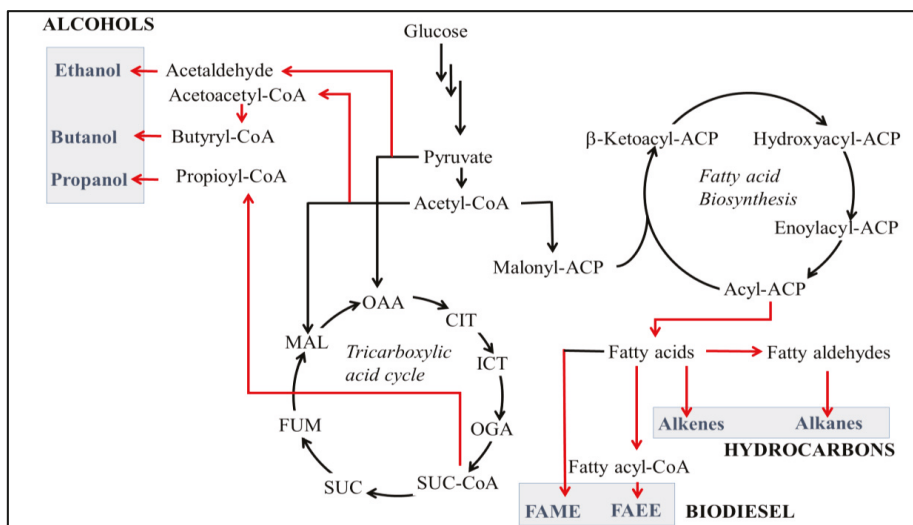 ALCOHOLS
Ethanol
Acetaldehyde
Acetoacetyl-CoA
Butanol
Butyryl-CoA
Propanol
Propioyl-CoA
Glucose
Pyruvate
Acetyl-CoA
Malonyl-ACP
β-Ketoacyl-ACP
Hydroxyacyl-ACP
Fatty acid
Biosynthesis
Enoylacyl-ACP
Acyl-ACP
OAA
CIT
MAL
Tricarboxylic
acid cycle
ICT
FUM
OGA
SUC
SUC-CoA
Fatty acids
Fatty aldehydes
Alkenes
Alkanes
HYDROCARBONS
Fatty acyl-CoA
FAME
FAEE
BIODIESEL